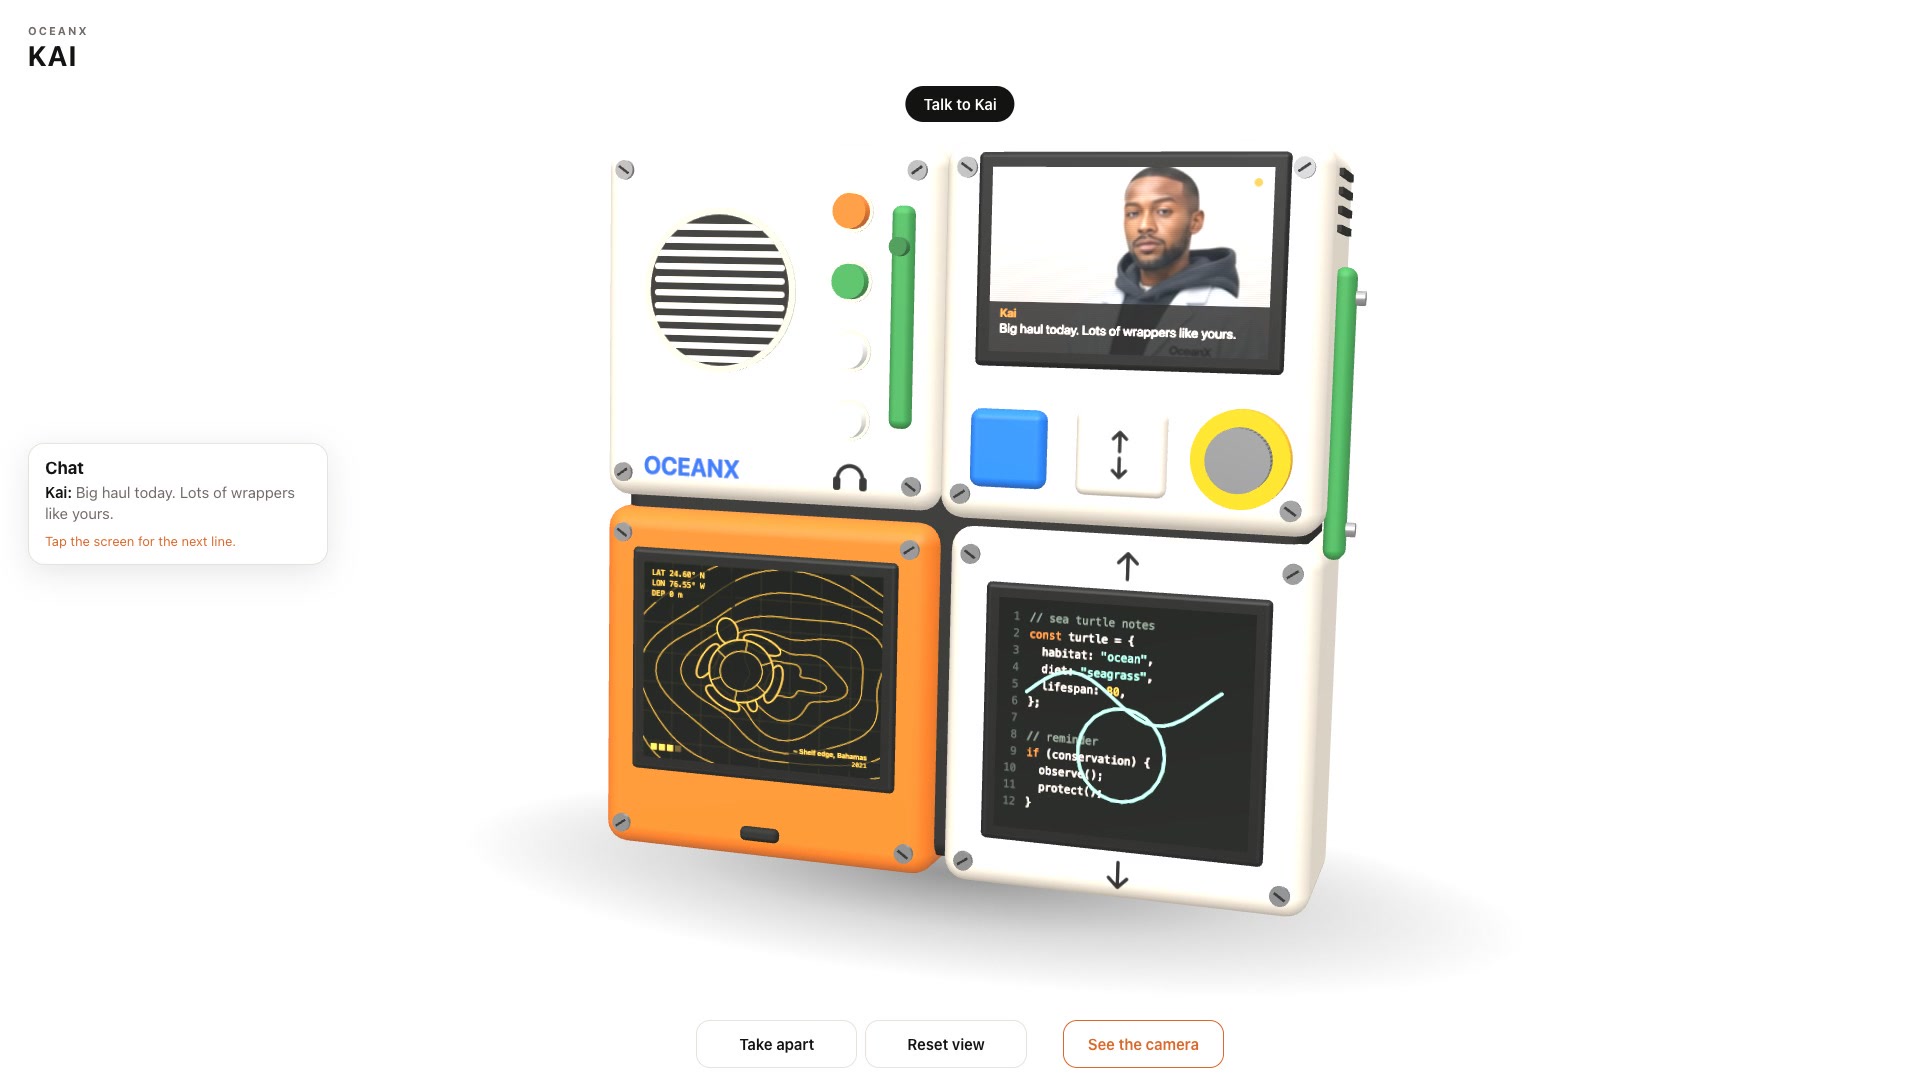 OCEANX
KAI
Talk to Kai
Kai
Big haul today. Lots of wrappers like yours.
OceanX
OCEANX
Chat
Kai: Big haul today. Lots of wrappers
like yours.
Tap the screen for the next line.
LAT 24.60° N
LON 76.55° W
DEP 0 m
~ Shelf edge, Bahamas
2021
1 // sea turtle notes
2 const turtle = {
3 habitat: "ocean",
4 diet: "seagrass",
5 lifespan: 80,
6 };
7
8 // reminder
9 if (conservation) {
10 observe();
11 protect();
12 }
Take apart
Reset view
See the camera